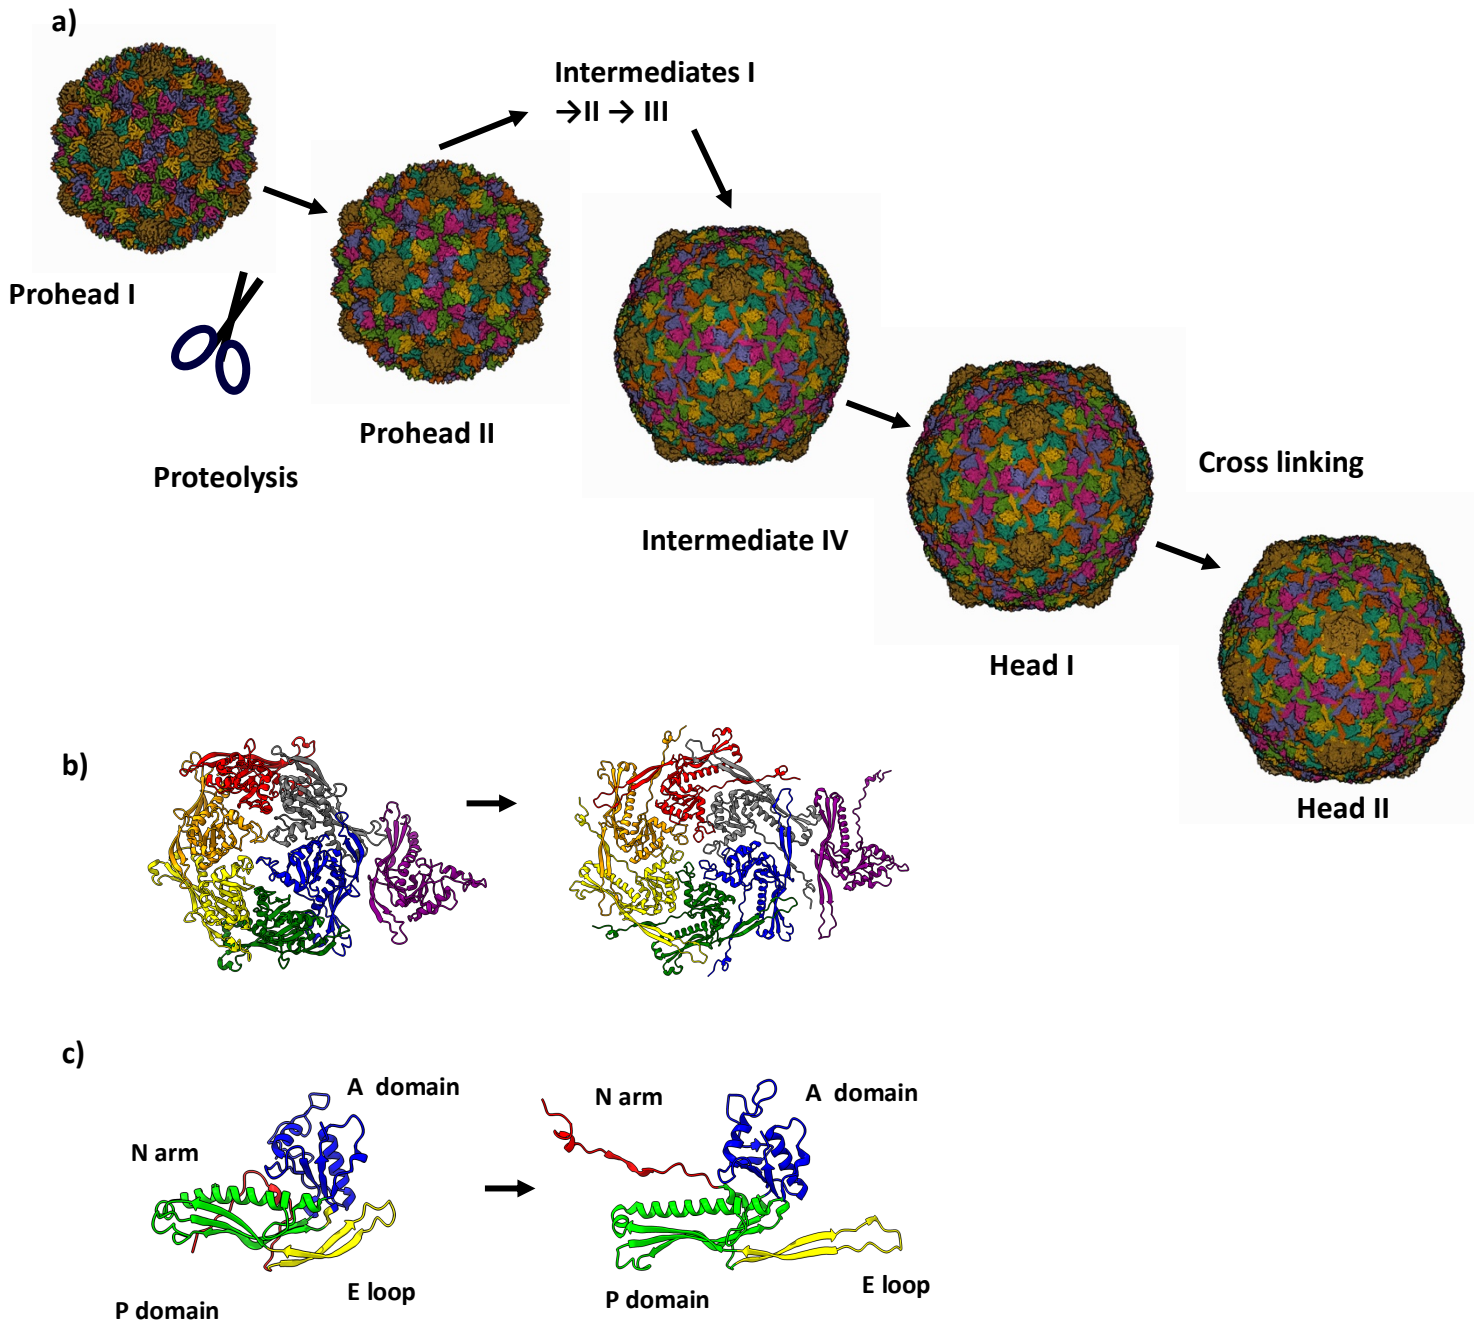 a)
Intermediates I
→II → III
Prohead I
Proteolysis
Prohead II
Intermediate IV
Head I
Cross linking
Head II
b)
c)
N arm
A domain
P domain
E loop
N arm
A domain
P domain
E loop